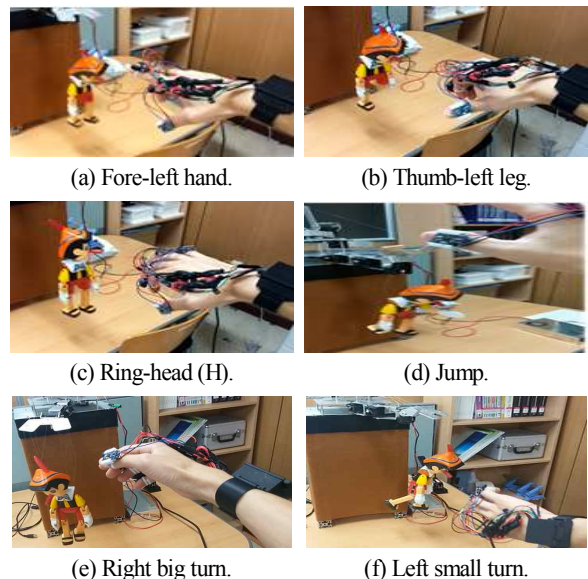 (a) Fore-left hand.
(b) Thumb-left leg.
(c) Ring-head (H).
(d) Jump.
(e) Right big turn.
(f) Left small turn.